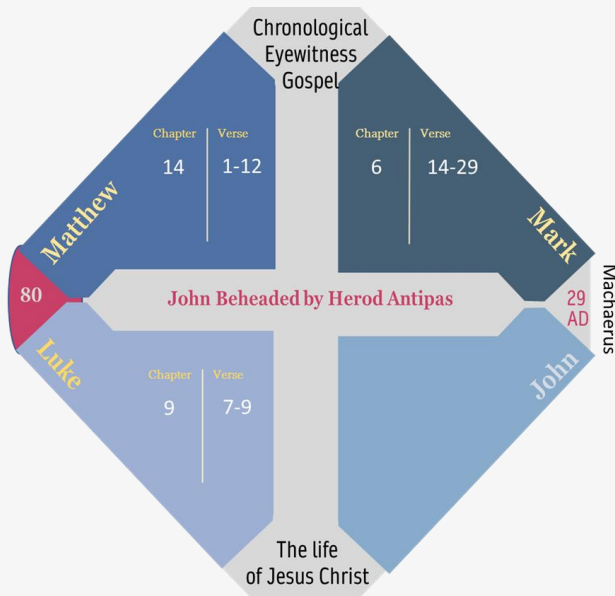 Chronological
Eyewitness
Gospel
Chapter Verse
14 1-12
Matthew
Chapter Verse
6 14-29
Mark
80
John Beheaded by Herod Antipas
29
AD
Machaerus
Luke
Chapter Verse
9 7-9
John
The life
of Jesus Christ